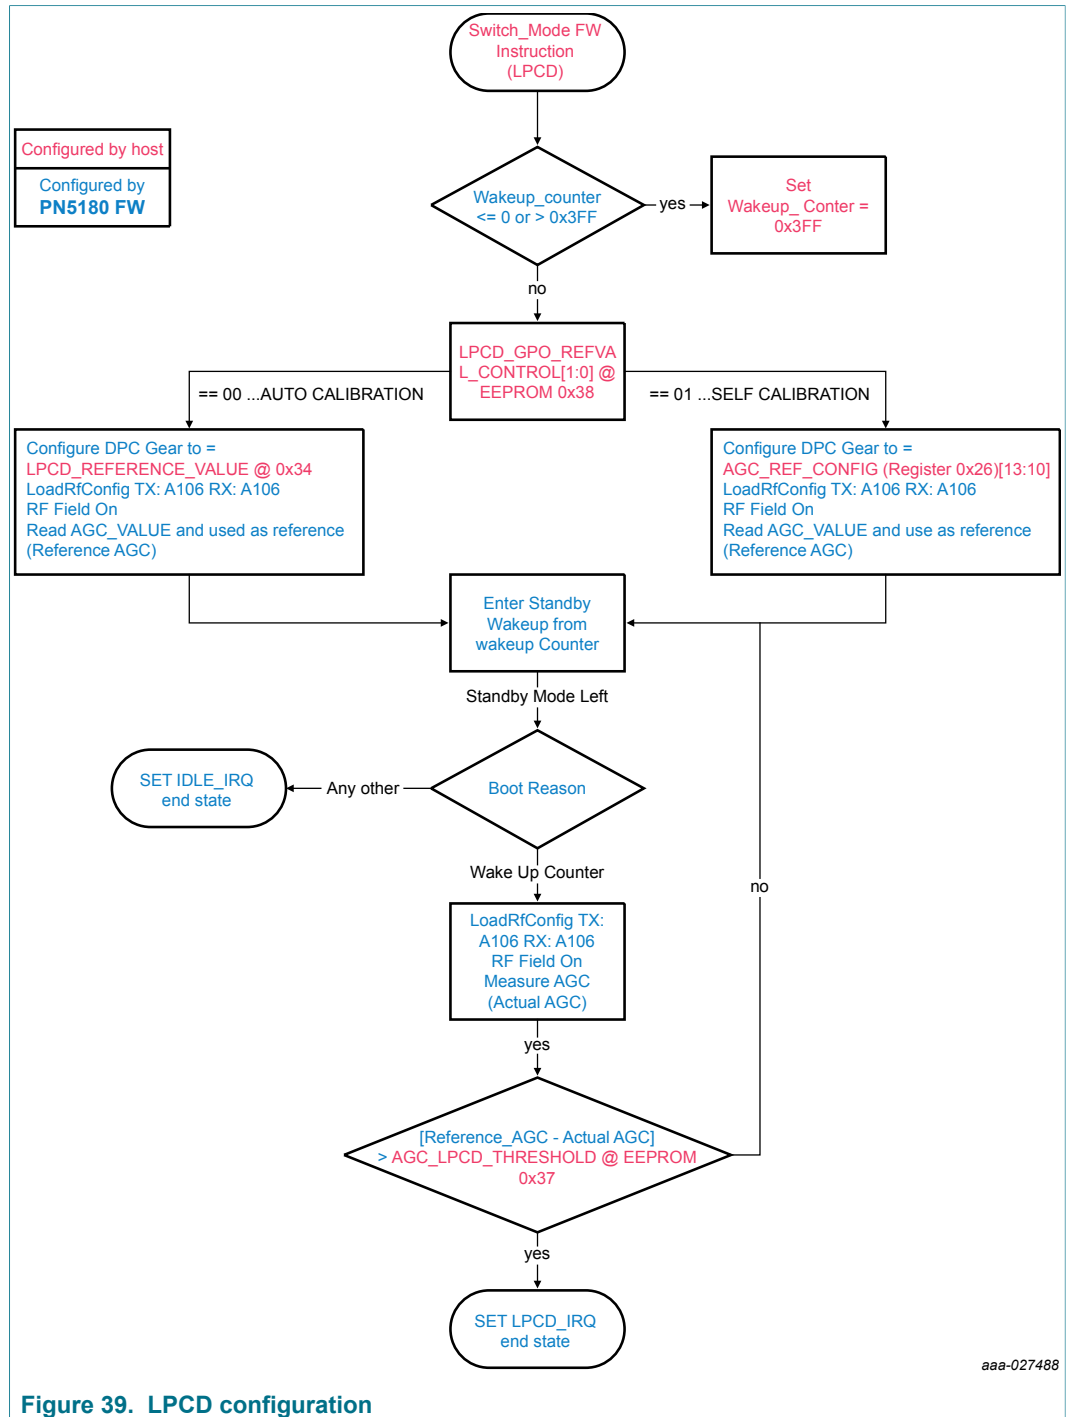 Switch_Mode FW
Instruction
(LPCD)
Configured by host
Configured by
PN5180 FW
Wakeup_counter
<= 0 or > 0x3FF
yes
Set
Wakeup_ Conter =
0x3FF
no
LPCD_GPO_REFVA
L_CONTROL[1:0] @
EEPROM 0x38
== 00 ...AUTO CALIBRATION
== 01 ...SELF CALIBRATION
Configure DPC Gear to =
LPCD_REFERENCE_VALUE @ 0x34
LoadRfConfig TX: A106 RX: A106
RF Field On
Read AGC_VALUE and used as reference
(Reference AGC)
Configure DPC Gear to =
AGC_REF_CONFIG (Register 0x26)[13:10]
LoadRfConfig TX: A106 RX: A106
RF Field On
Read AGC_VALUE and use as reference
(Reference AGC)
Enter Standby
Wakeup from
wakeup Counter
Standby Mode Left
Boot Reason
Any other
SET IDLE_IRQ
end state
Wake Up Counter
LoadRfConfig TX:
A106 RX: A106
RF Field On
Measure AGC
(Actual AGC)
no
yes
[Reference_AGC - Actual AGC]
> AGC_LPCD_THRESHOLD @ EEPROM
0x37
yes
SET LPCD_IRQ
end state
aaa-027488
Figure 39. LPCD configuration